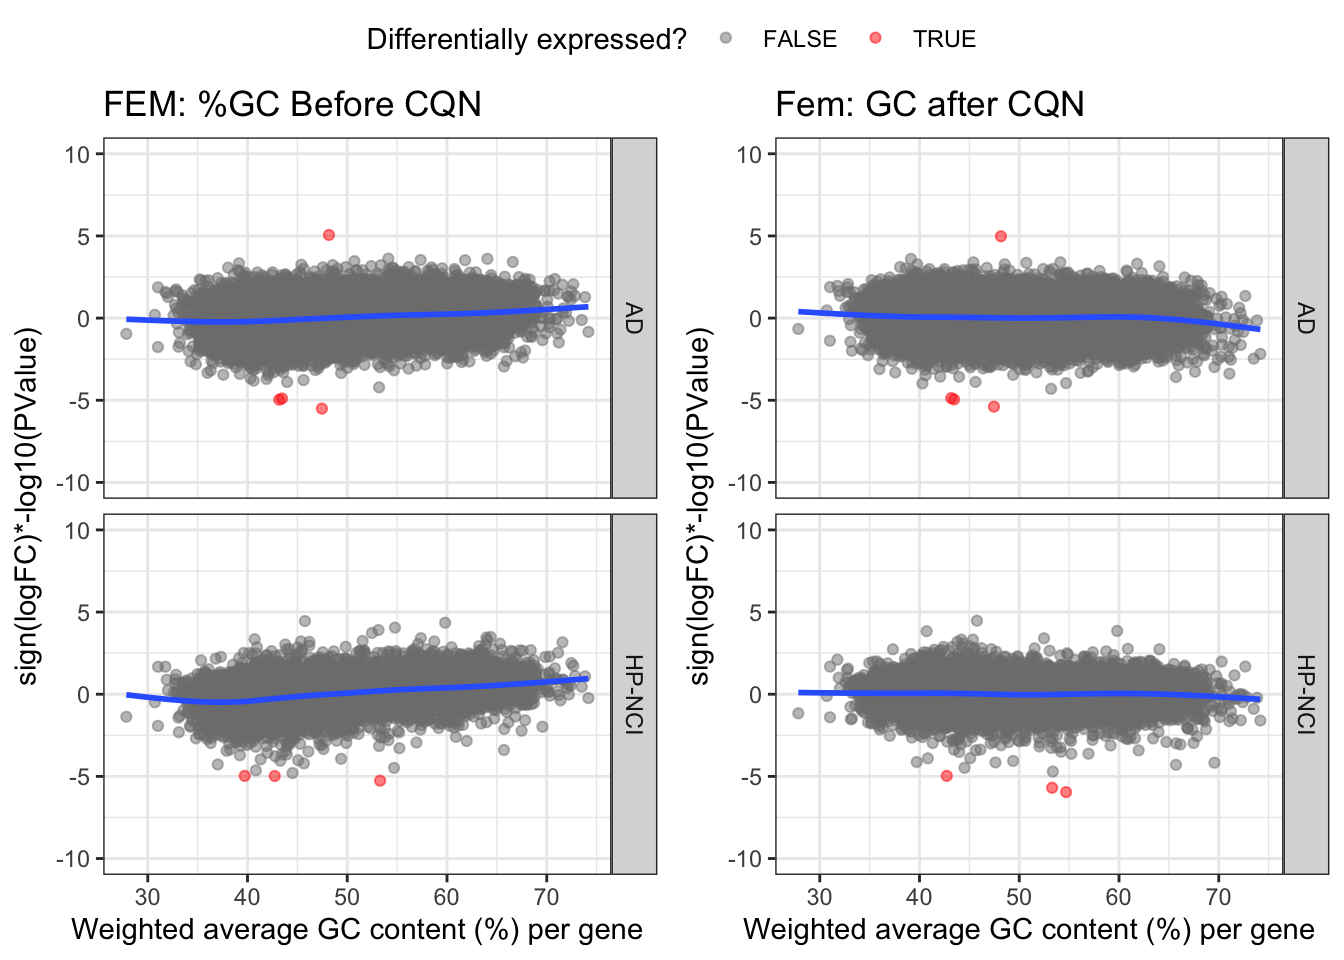 Differentially expressed? FALSE TRUE
FEM: %GC Before CQN
10
5
0
-5
-10
AD
10
5
0
-5
-10
HP-NCI
30 40 50 60 70
sign(logFC)*-log10(PValue)
Weighted average GC content (%) per gene
Fem: GC after CQN
10
5
0
-5
-10
AD
10
5
0
-5
-10
HP-NCI
30 40 50 60 70
sign(logFC)*-log10(PValue)
Weighted average GC content (%) per gene